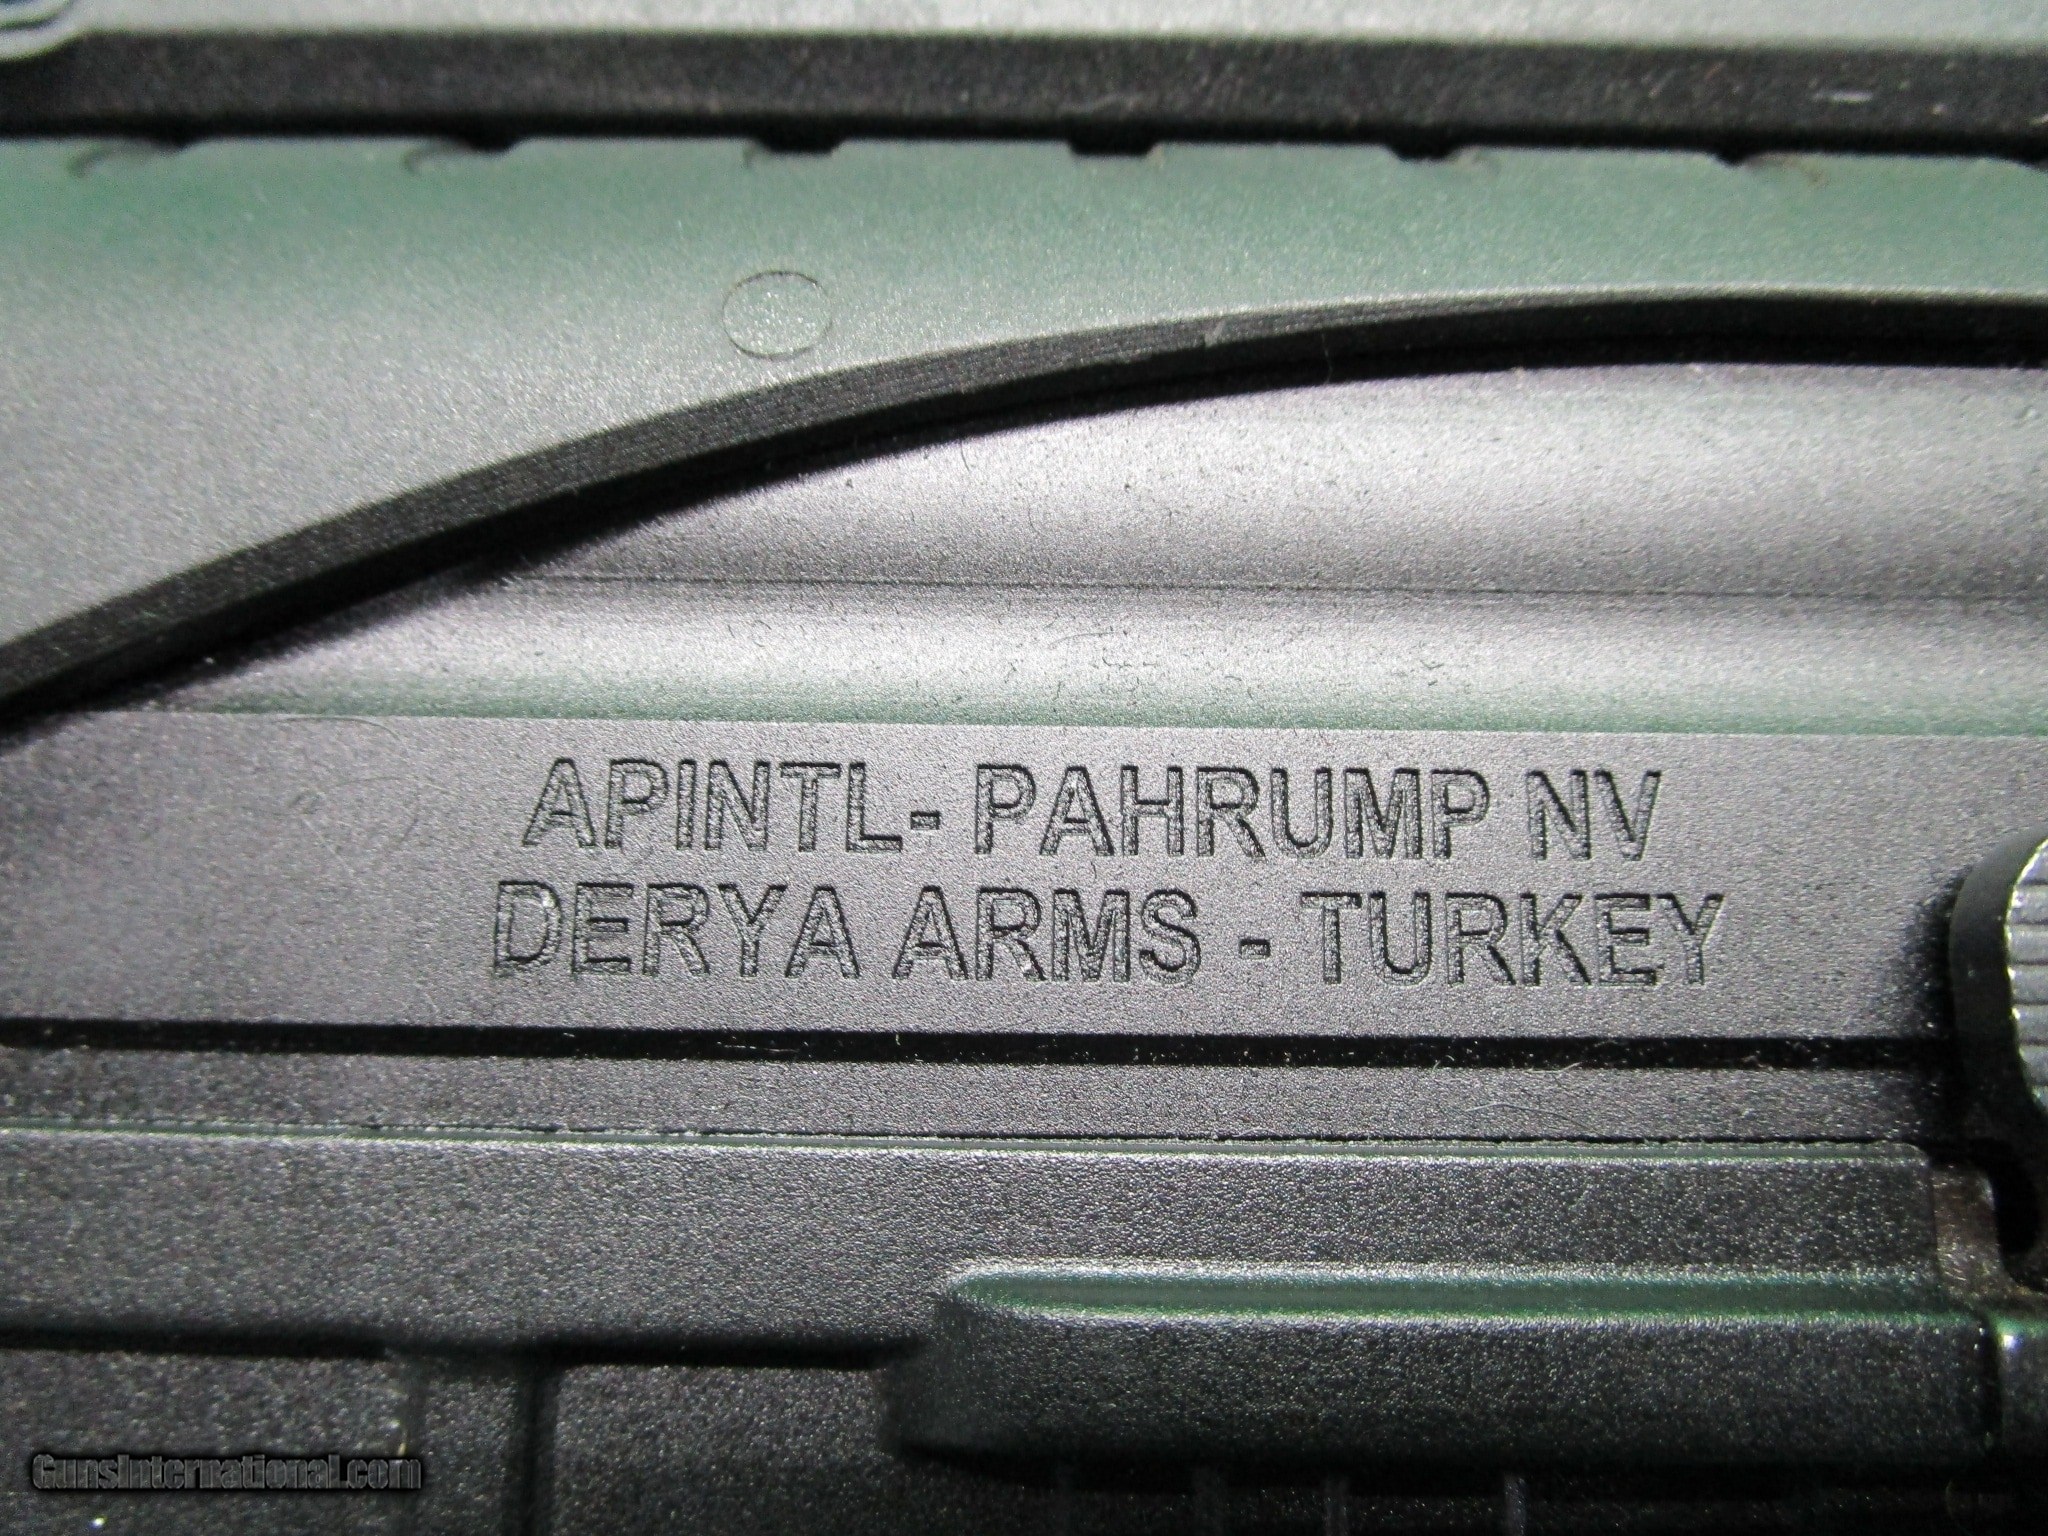 APINTL- PAHRUMP NV
DERYA ARMS - TURKEY
GunsInternational.com